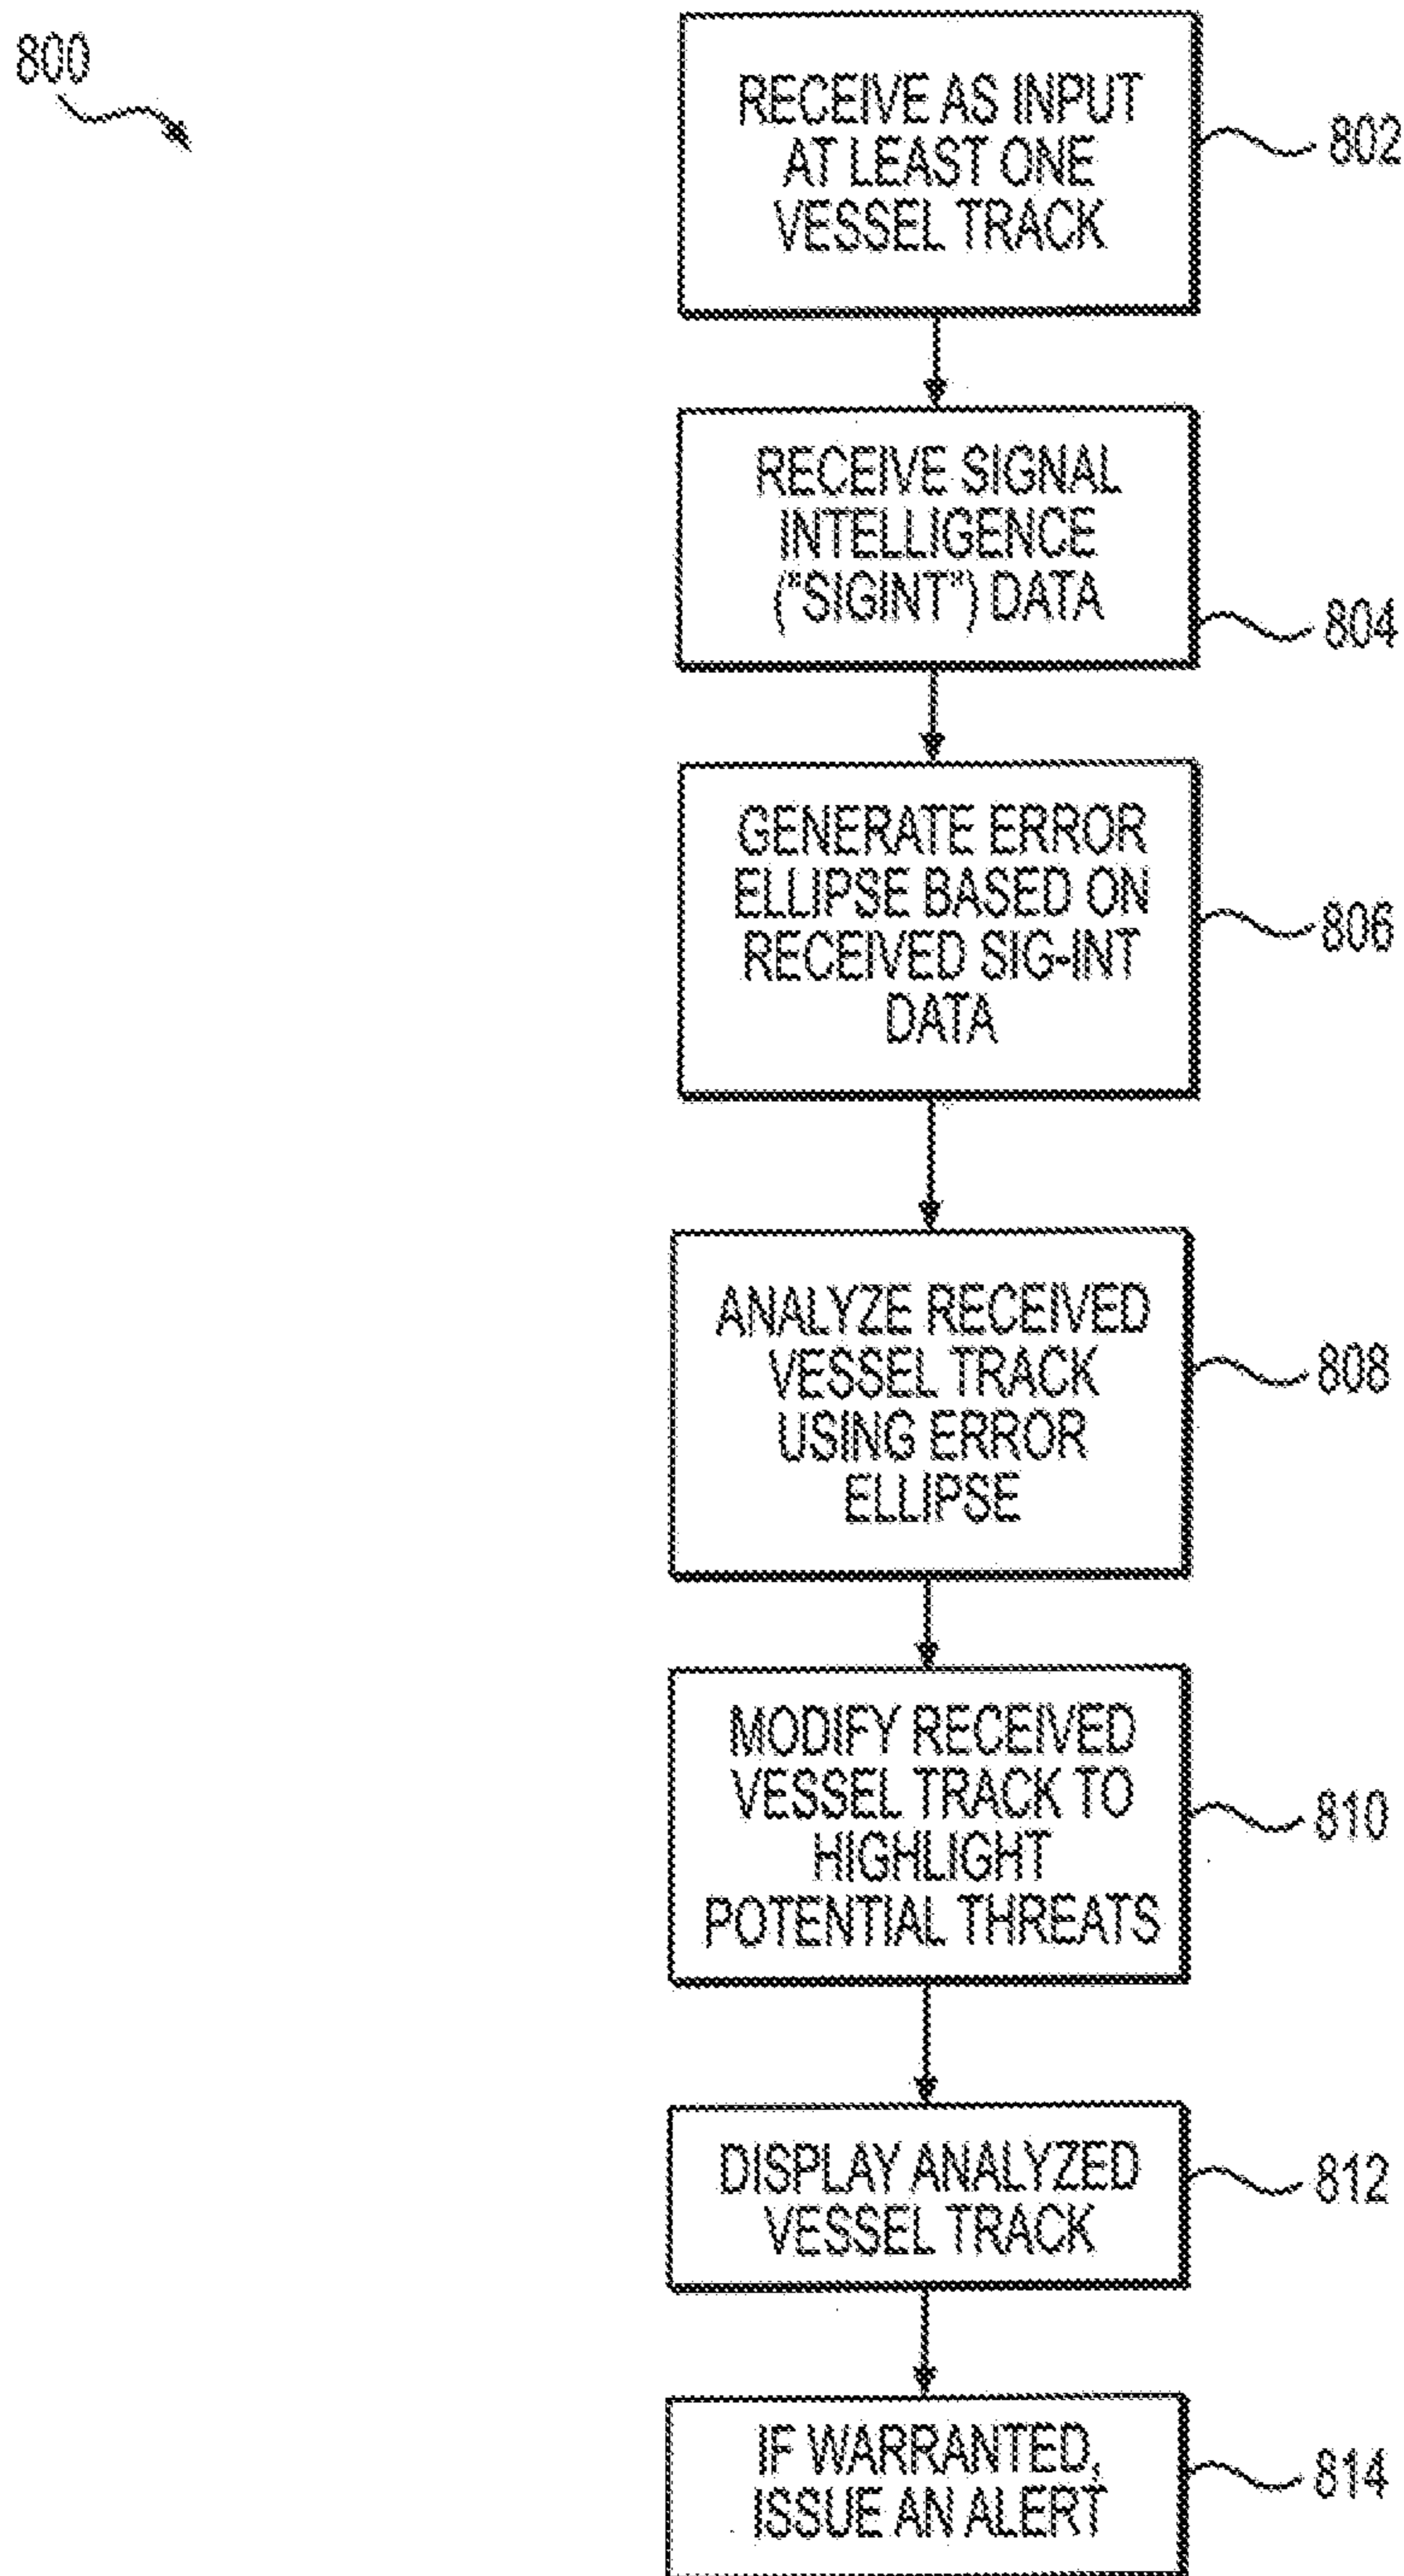 800
RECEIVE AS INPUT
AT LEAST ONE
VESSEL TRACK
802
RECEIVE SIGNAL
INTELLIGENCE
("SIGINT") DATA
804
GENERATE ERROR
ELLIPSE BASED ON
RECEIVED SIG-INT
DATA
806
ANALYZE RECEIVED
VESSEL TRACK
USING ERROR
ELLIPSE
808
MODIFY RECEIVED
VESSEL TRACK TO
HIGHLIGHT
POTENTIAL THREATS
810
DISPLAY ANALYZED
VESSEL TRACK
812
IF WARRANTED,
ISSUE AN ALERT
814